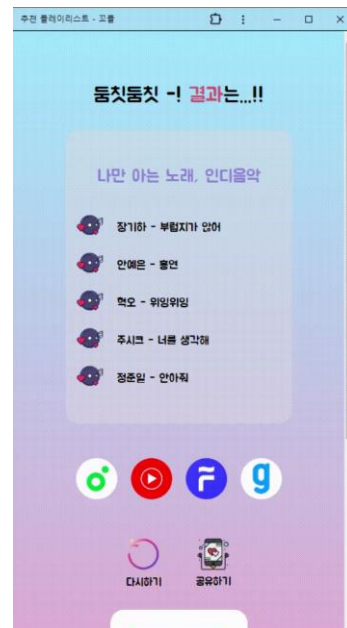 추천 플레이리스트 - 꼬플
둠칫둠칫 -! 결과는...!!
나만 아는 노래, 인디음악
장기하 - 부럽지가 않어
안예은 - 홍연
혁오 - 위잉위잉
주시크 - 너를 생각해
정준일 - 안아줘
다시하기
공유하기